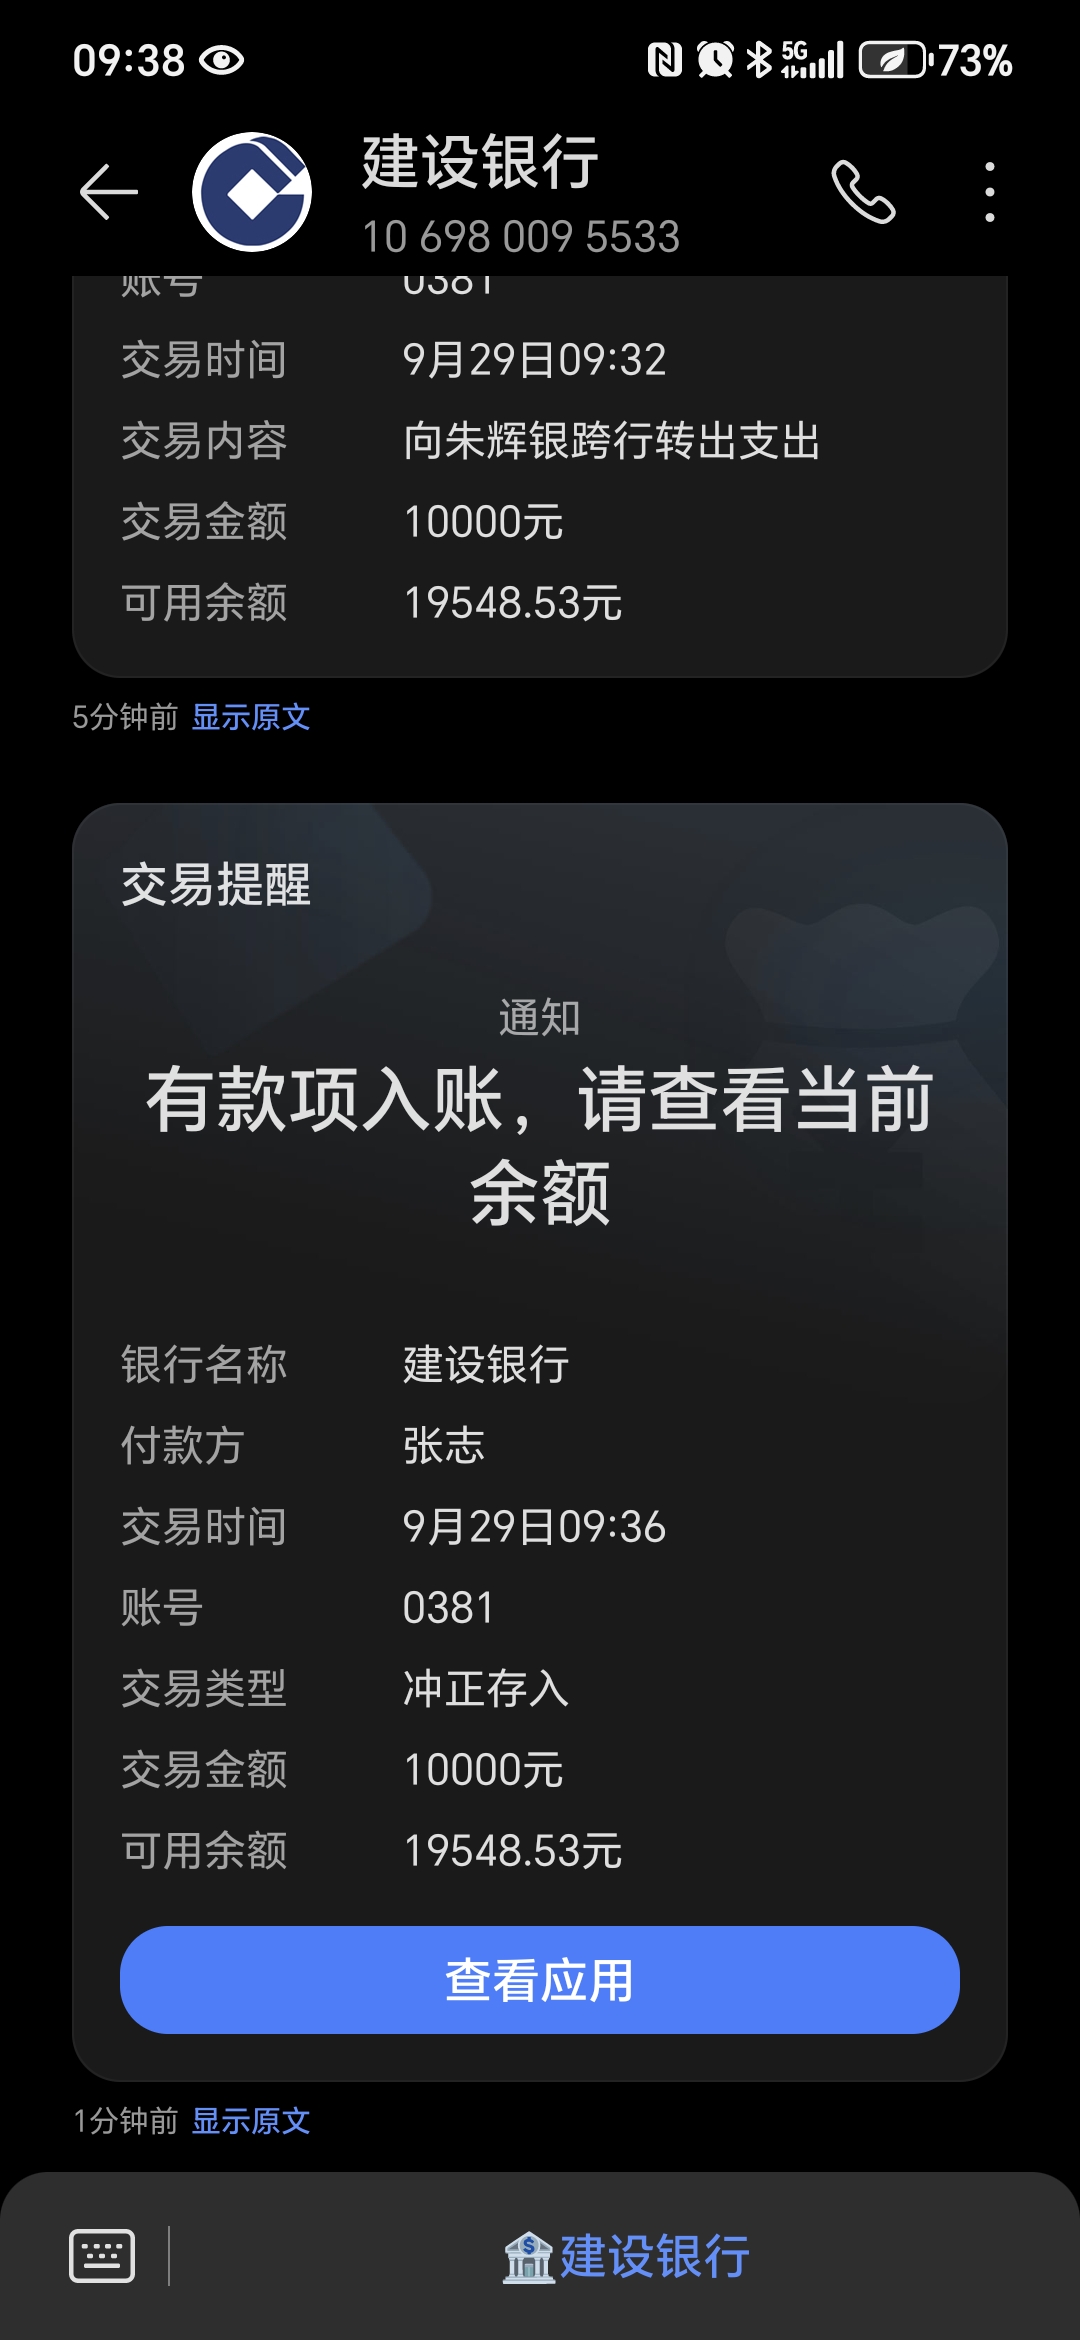 09:38
5G
73%
建设银行
10 698 009 5533
账号 0381
交易时间 9月29日09:32
交易内容 向朱辉银跨行转出支出
交易金额 10000元
可用余额 19548.53元
5分钟前 显示原文
交易提醒
通知
有款项入账，请查看当前
余额
银行名称 建设银行
付款方 张志
交易时间 9月29日09:36
账号 0381
交易类型 冲正存入
交易金额 10000元
可用余额 19548.53元
查看应用
1分钟前 显示原文
建设银行